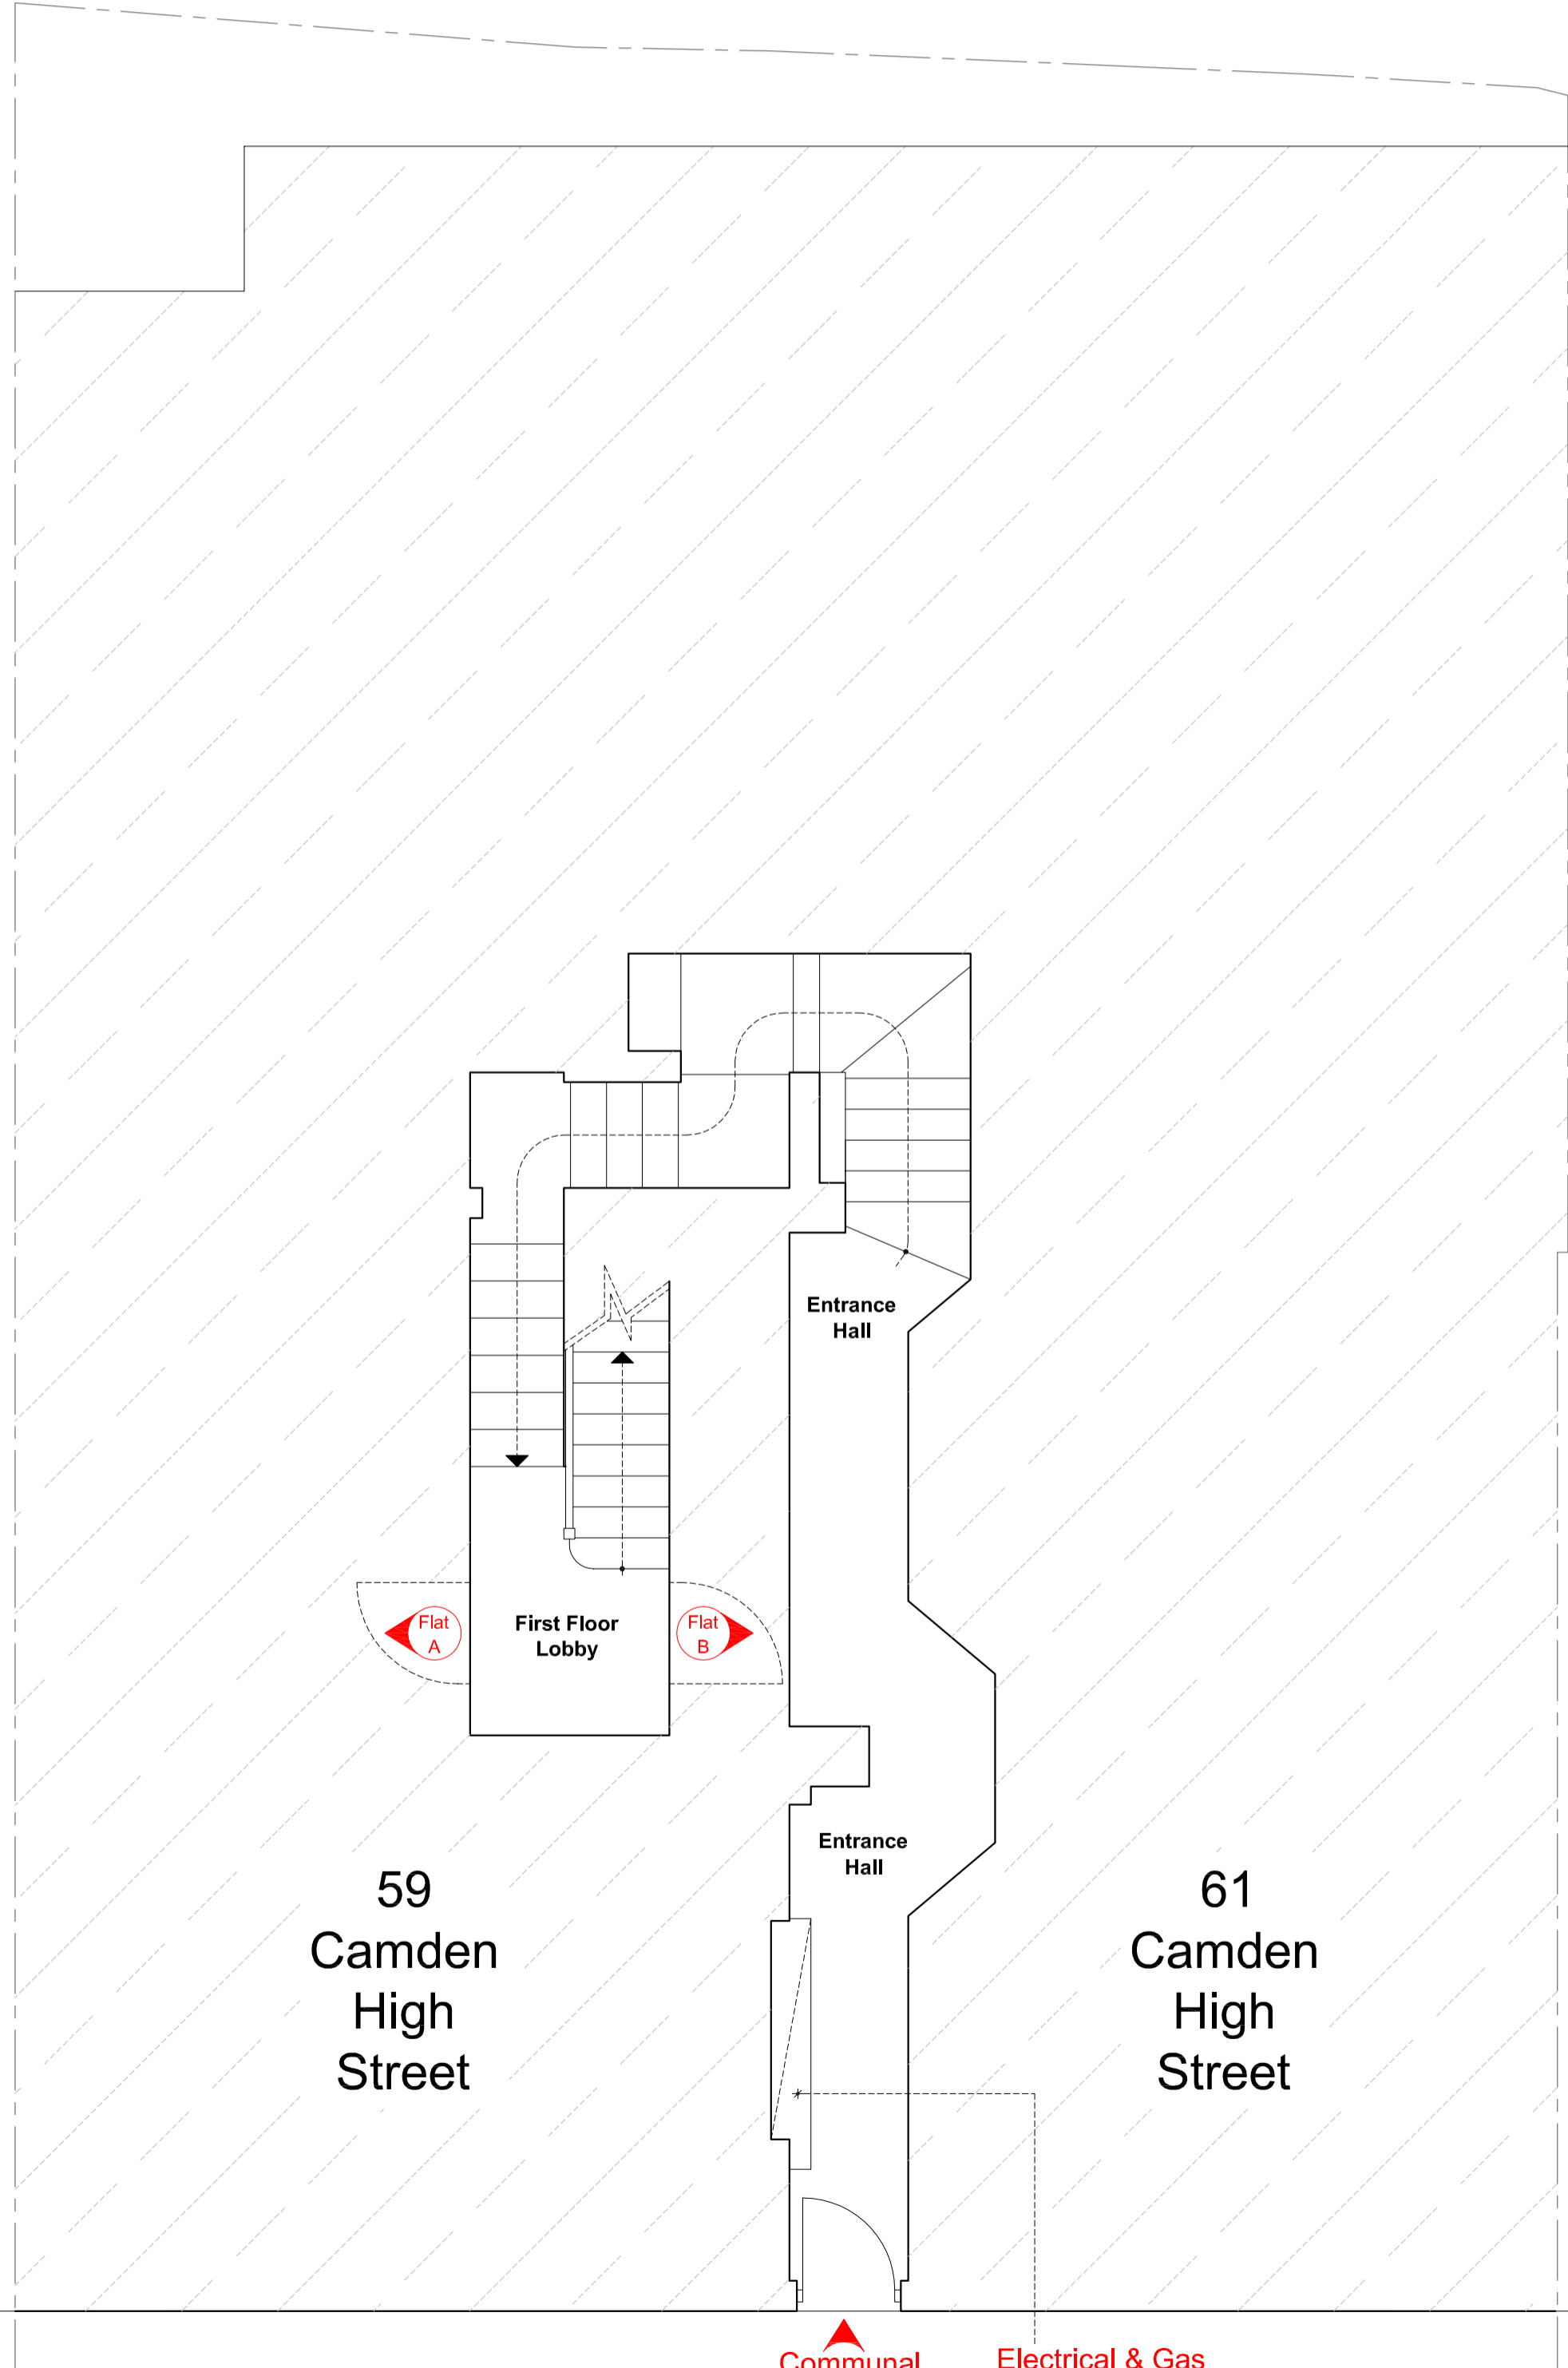 Entrance
Hall
Flat
A
First Floor
Lobby
Flat
B
Entrance
Hall
59
Camden
High
Street
61
Camden
High
Street
Communal
Electrical & Gas